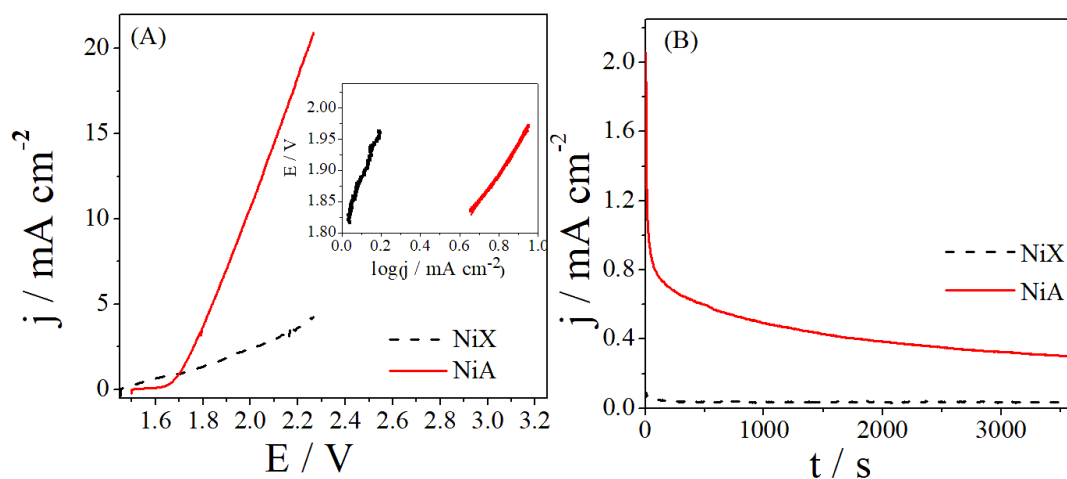 (A)
j / mA cm⁻²
20
15
10
5
0
1.6 1.8 2.0 2.2 2.4 2.6 2.8 3.0 3.2
E / V
NiX
NiA
E / V
2.00
1.95
1.90
1.85
1.80
0.0 0.2 0.4 0.6 0.8 1.0
log(j / mA cm⁻²)
(B)
j / mA cm⁻²
2.0
1.6
1.2
0.8
0.4
0.0
0 1000 2000 3000
t / s
NiX
NiA